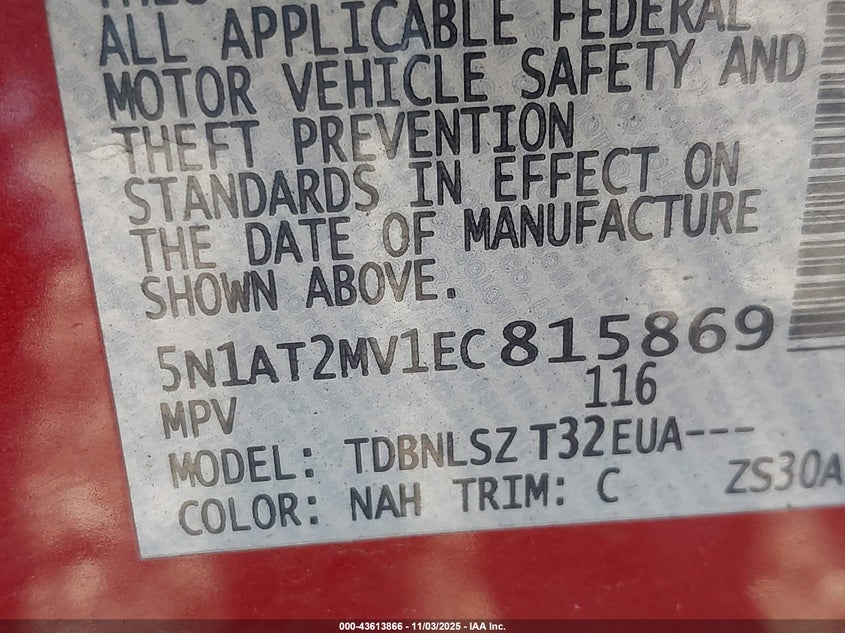 ALL APPLICABLE FEDERAL
MOTOR VEHICLE SAFETY AND
THEFT PREVENTION
STANDARDS IN EFFECT ON
THE DATE OF MANUFACTURE
SHOWN ABOVE.
5N1AT2MV1EC815869
MPV 116
MODEL: TDBNLSZ T32EUA---
COLOR: NAH TRIM: C ZS30A
000-43613866 - 11/03/2025 - IAA Inc.